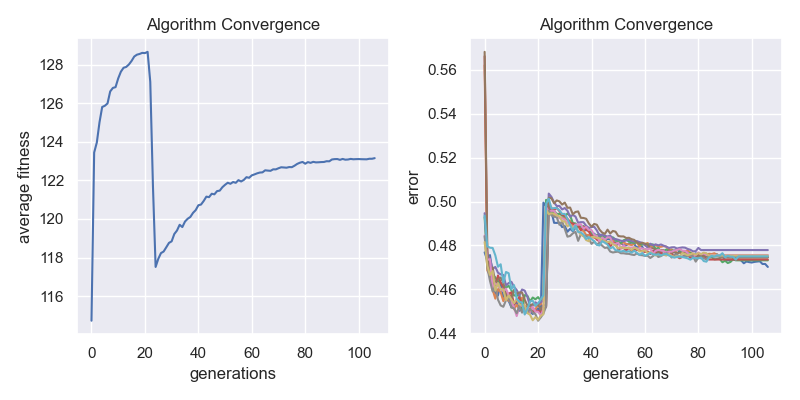 Algorithm Convergence
average fitness
128
126
124
122
120
118
116
0 20 40 60 80 100
generations
Algorithm Convergence
error
0.56
0.54
0.52
0.50
0.48
0.46
0.44
0 20 40 60 80 100
generations